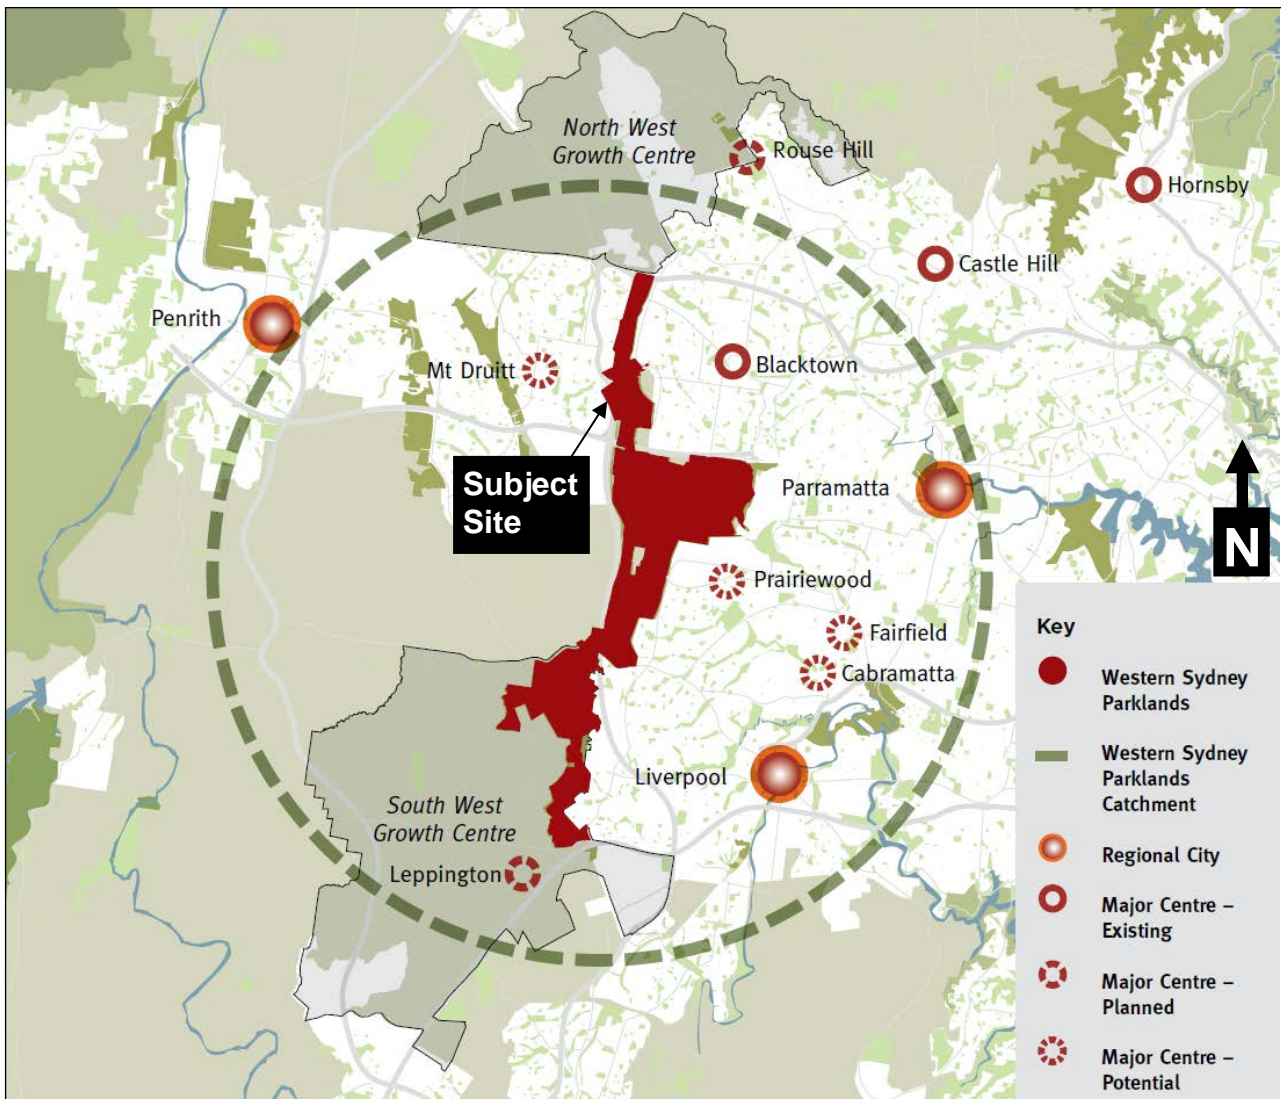 North West
Growth Centre
Rouse Hill
Hornsby
Castle Hill
Penrith
Mt Druitt
Blacktown
Subject
Site
Parramatta
N
Prairiewood
Fairfield
Cabramatta
Liverpool
South West
Growth Centre
Leppington
Key
Western Sydney
Parklands
Western Sydney
Parklands
Catchment
Regional City
Major Centre –
Existing
Major Centre –
Planned
Major Centre –
Potential